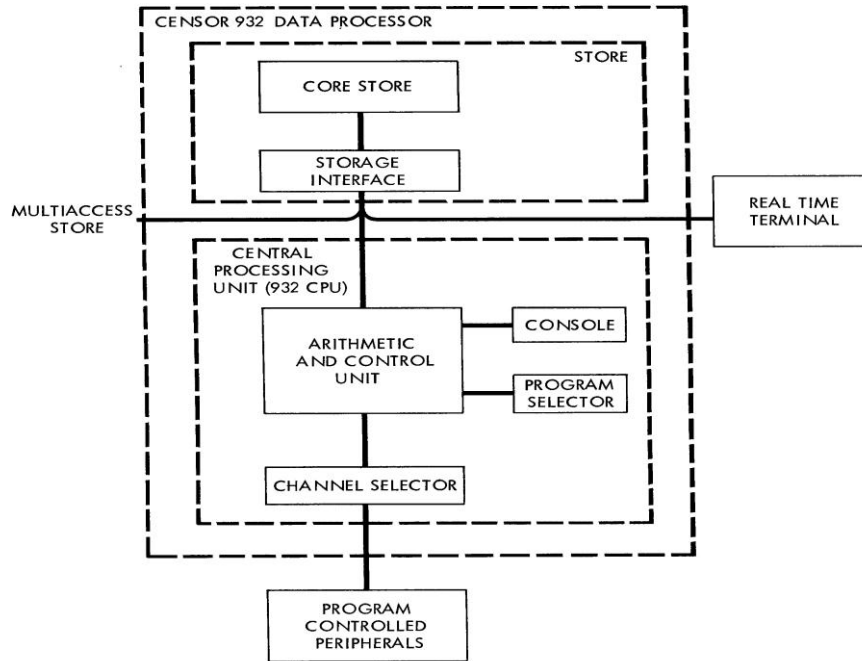 CENSOR 932 DATA PROCESSOR
STORE
CORE STORE
STORAGE
INTERFACE
MULTIACCESS
STORE
REAL TIME
TERMINAL
CENTRAL
PROCESSING
UNIT (932 CPU)
ARITHMETIC
AND CONTROL
UNIT
CONSOLE
PROGRAM
SELECTOR
CHANNEL SELECTOR
PROGRAM
CONTROLLED
PERIPHERALS